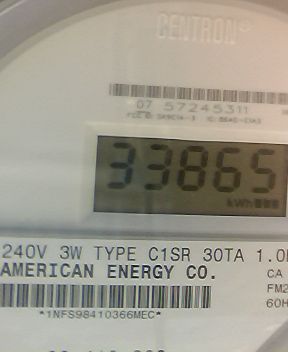 CENTRON
07 57245311
33865
kWh
240V 3W TYPE C1SR 30TA 1.0
AMERICAN ENERGY CO.
CA
FM2
60H
*1NFS98410366MEC*